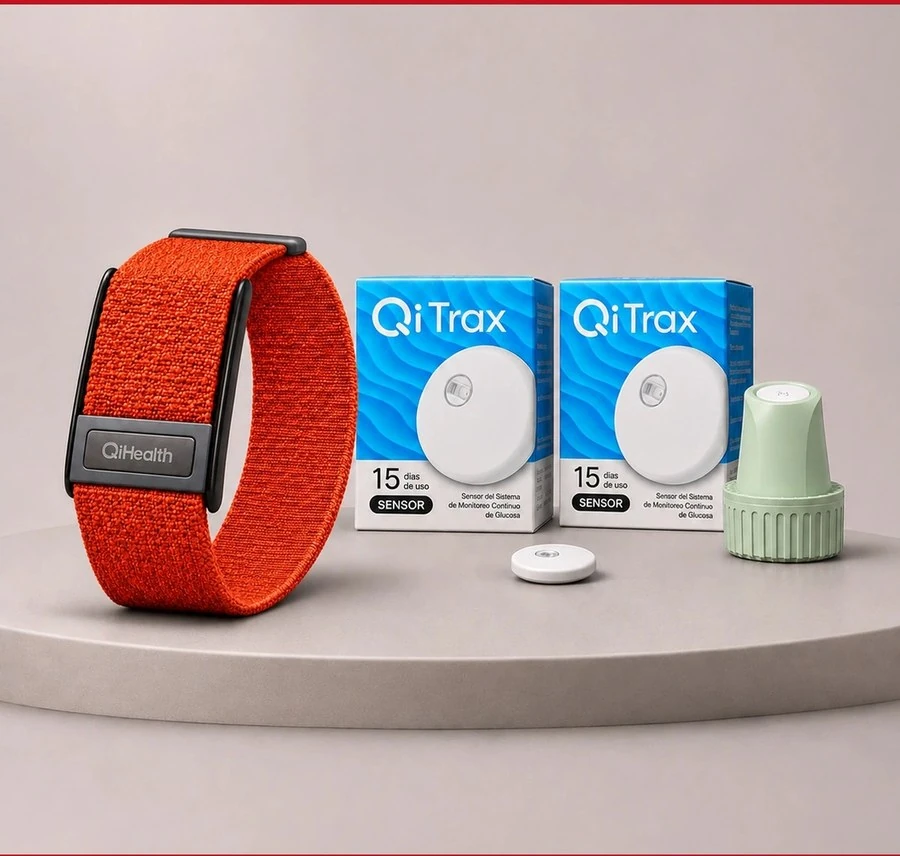 QiHealth
Qi Trax
15 días
de uso
SENSOR
Sensor del Sistema
de Monitoreo Continuo
de Glucosa
Qi Trax
15 días
de uso
SENSOR
Sensor del Sistema
de Monitoreo Continuo
de Glucosa